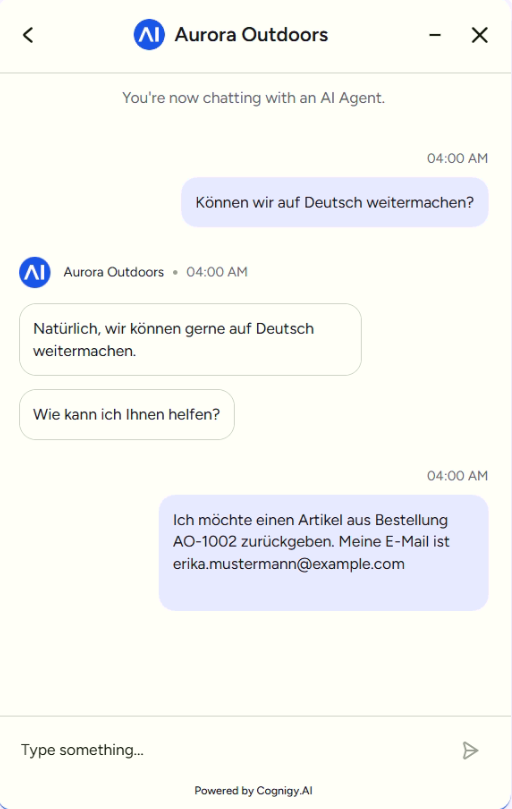 AI Aurora Outdoors
You're now chatting with an AI Agent.
04:00 AM
Können wir auf Deutsch weitermachen?
AI Aurora Outdoors • 04:00 AM
Natürlich, wir können gerne auf Deutsch
weitermachen.
Wie kann ich Ihnen helfen?
04:00 AM
Ich möchte einen Artikel aus Bestellung
AO-1002 zurückgeben. Meine E-Mail ist
erika.mustermann@example.com
Type something...
Powered by Cognigy.AI